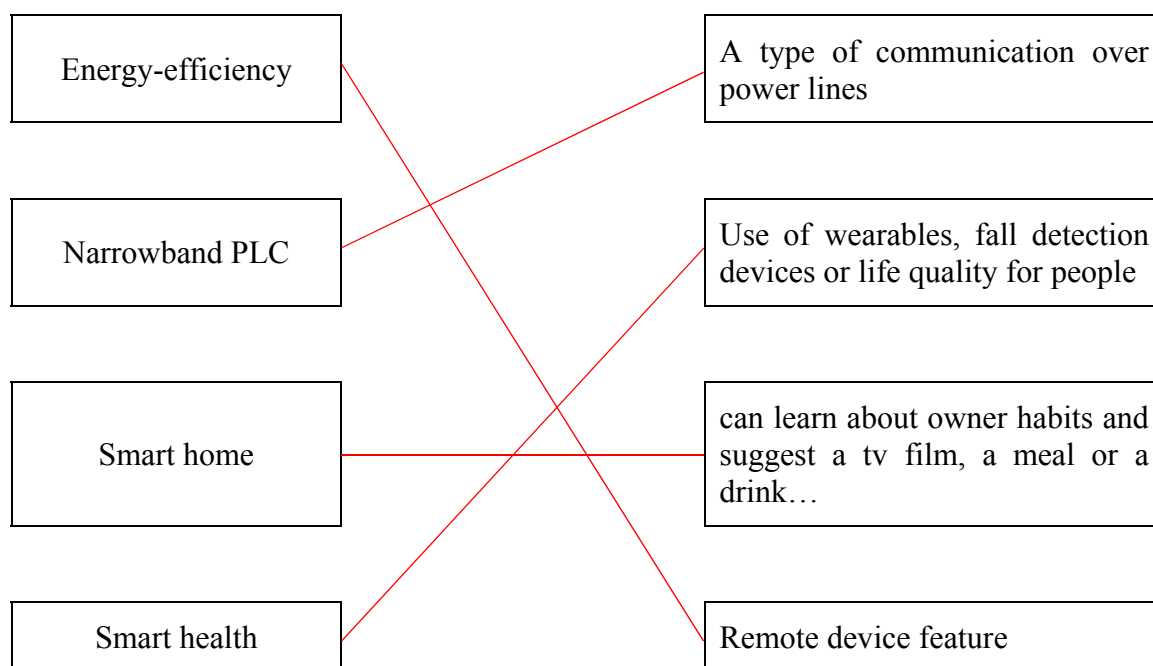 Energy-efficiency
A type of communication over
power lines
Narrowband PLC
Use of wearables, fall detection
devices or life quality for people
Smart home
can learn about owner habits and
suggest a tv film, a meal or a
drink…
Smart health
Remote device feature